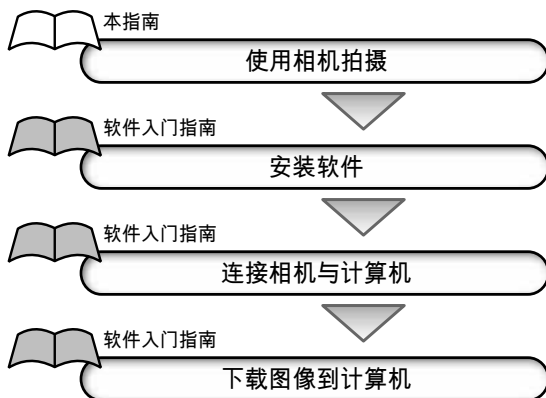 本指南
使用相机拍摄
软件入门指南
安装软件
软件入门指南
连接相机与计算机
软件入门指南
下载图像到计算机